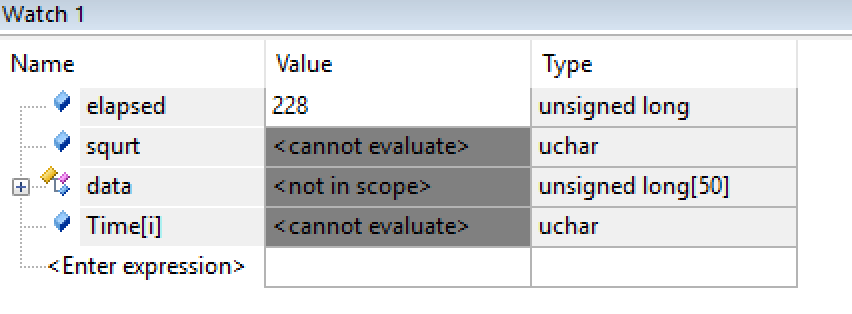 Watch 1
Name Value Type
elapsed 228 unsigned long
squrt <cannot evaluate> uchar
data <not in scope> unsigned long[50]
Time[i] <cannot evaluate> uchar
<Enter expression>